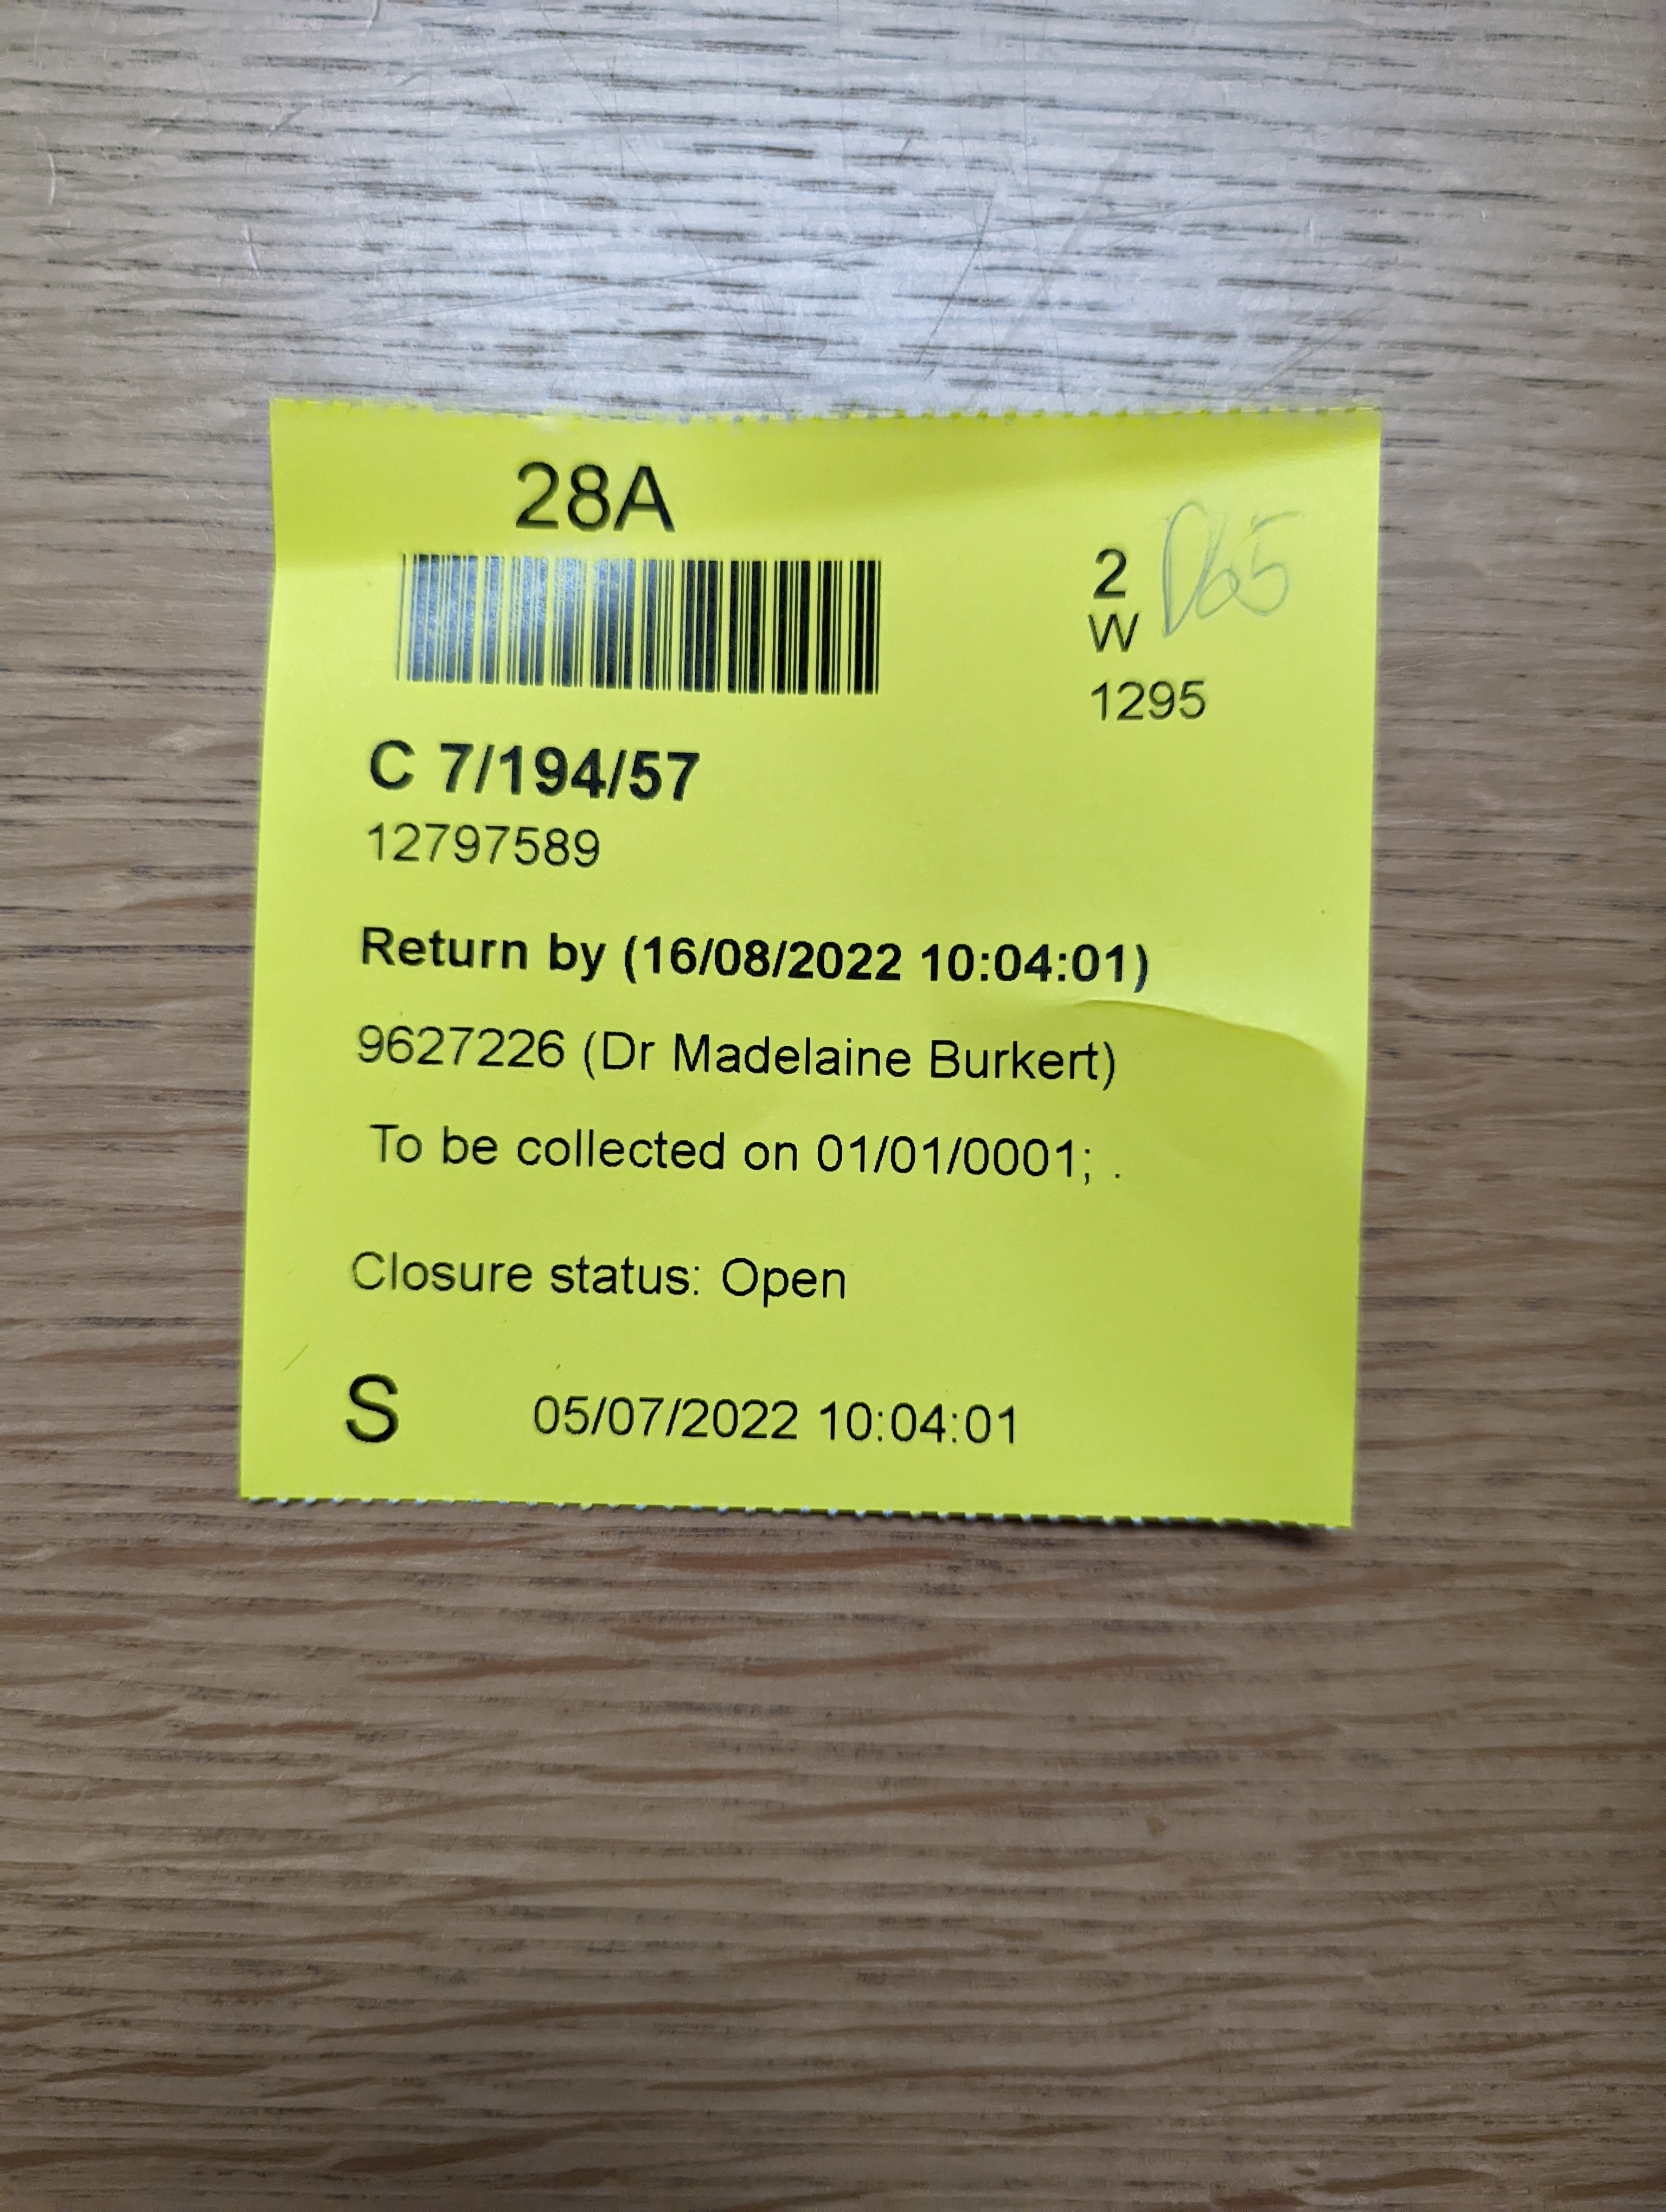 28A
2
W
D65
1295
C 7/194/57
12797589
Return by (16/08/2022 10:04:01)
9627226 (Dr Madelaine Burkert)
To be collected on 01/01/0001; .
Closure status: Open
S 05/07/2022 10:04:01